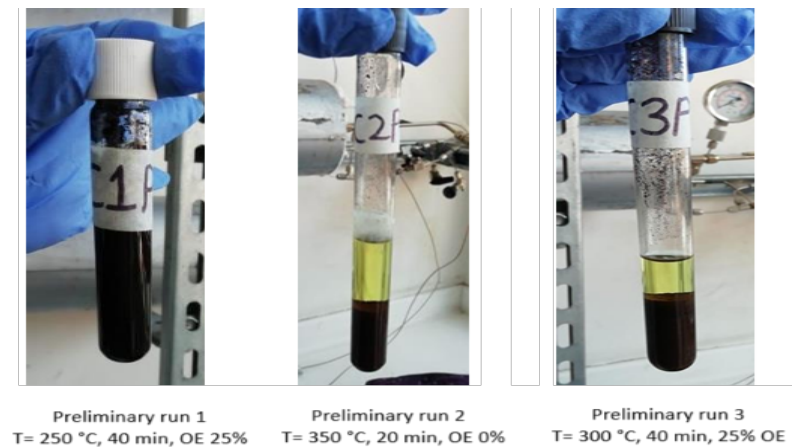 C1P
C2P
C3P
Preliminary run 1
T= 250 °C, 40 min, OE 25%
Preliminary run 2
T= 350 °C, 20 min, OE 0%
Preliminary run 3
T= 300 °C, 40 min, 25% OE